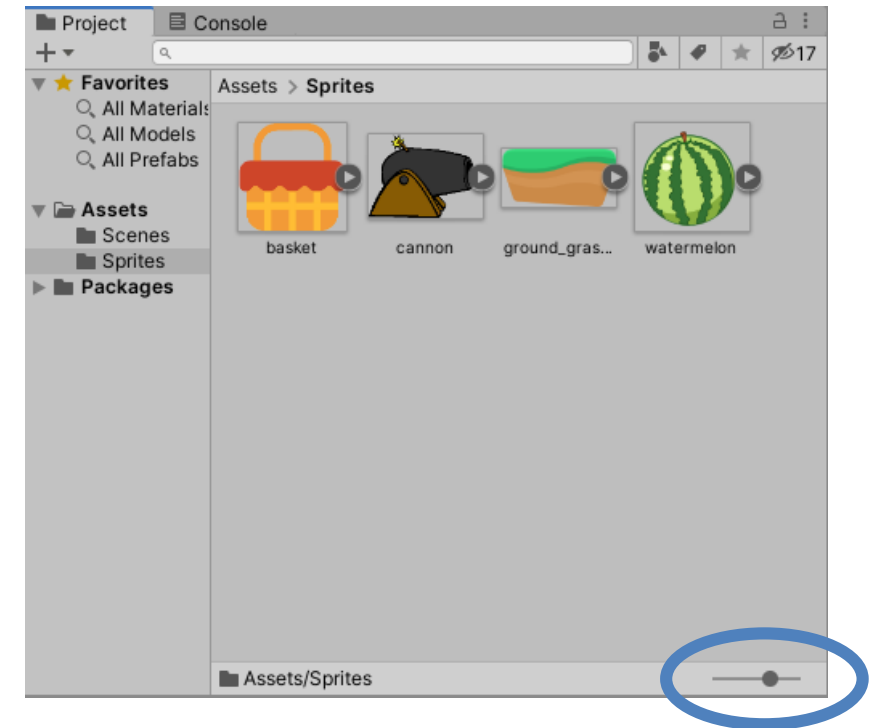 Project Console
17
Favorites
All Materials
All Models
All Prefabs
Assets
Scenes
Sprites
Packages
Assets > Sprites
basket cannon ground_gras... watermelon
Assets/Sprites